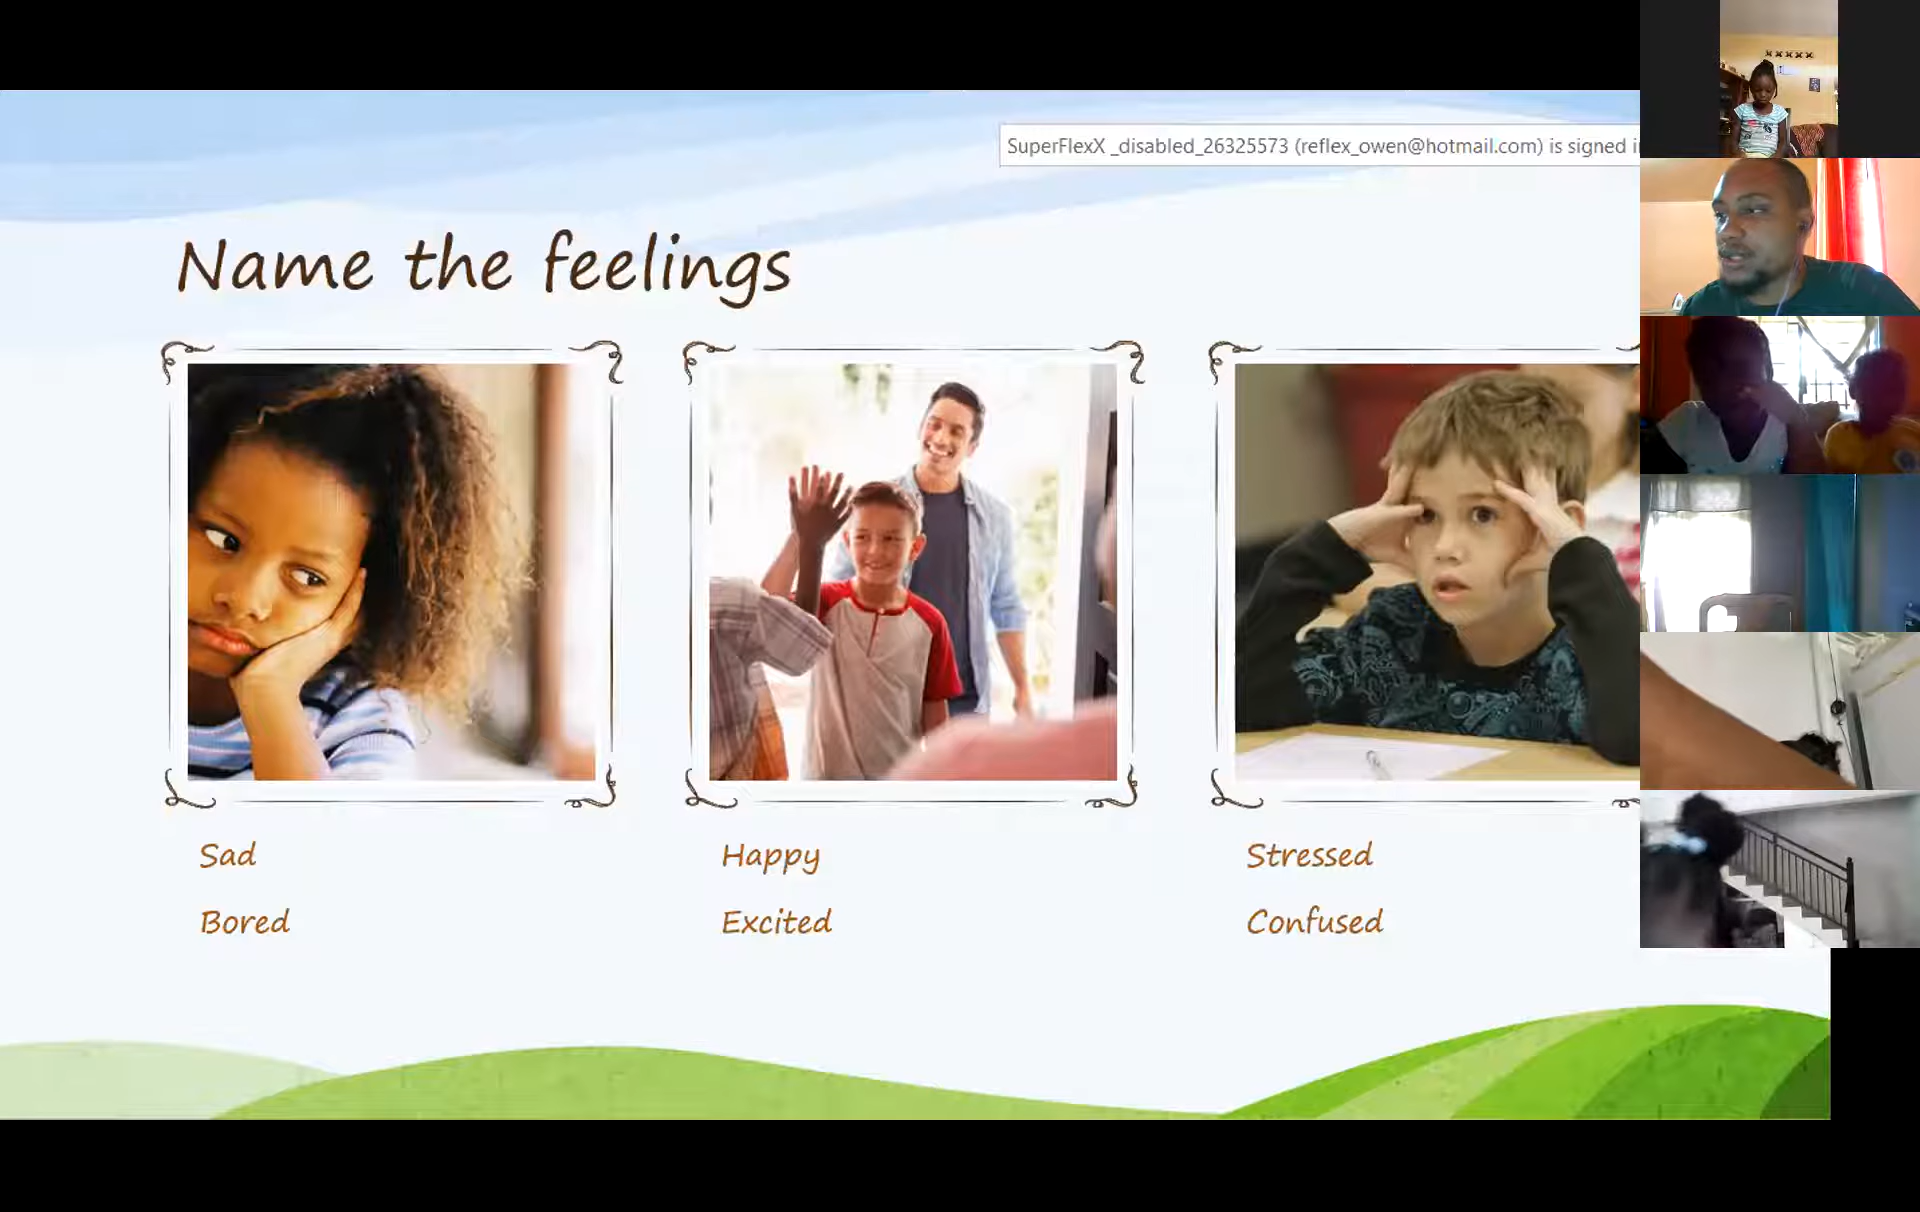 SuperFlexX _disabled_26325573 (reflex_owen@hotmail.com) is signed i
Name the feelings
Sad
Bored
Happy
Excited
Stressed
Confused